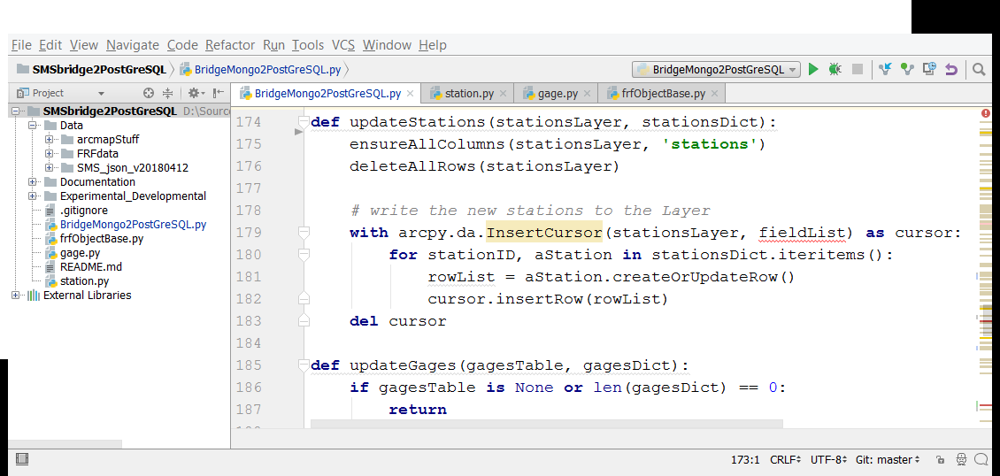 File Edit View Navigate Code Refactor Run Tools VCS Window Help
SMSbridge2PostGreSQL BridgeMongo2PostGreSQL.py BridgeMongo2PostGreSQL
Project BridgeMongo2PostGreSQL.py station.py gage.py frfObjectBase.py
SMSbridge2PostGreSQL D:\Sourc
Data
arcmapStuff
FRFdata
SMS_json_v20180412
Documentation
Experimental_Developmental
.gitignore
BridgeMongo2PostGreSQL.py
frfObjectBase.py
gage.py
README.md
station.py
External Libraries
174 def updateStations(stationsLayer, stationsDict):
175 ensureAllColumns(stationsLayer, 'stations')
176 deleteAllRows(stationsLayer)
177
178 # write the new stations to the Layer
179 with arcpy.da.InsertCursor(stationsLayer, fieldList) as cursor:
180 for stationID, aStation in stationsDict.iteritems():
181 rowList = aStation.createOrUpdateRow()
182 cursor.insertRow(rowList)
183 del cursor
184
185 def updateGages(gagesTable, gagesDict):
186 if gagesTable is None or len(gagesDict) == 0:
187 return
173:1 CRLF UTF-8 Git: master